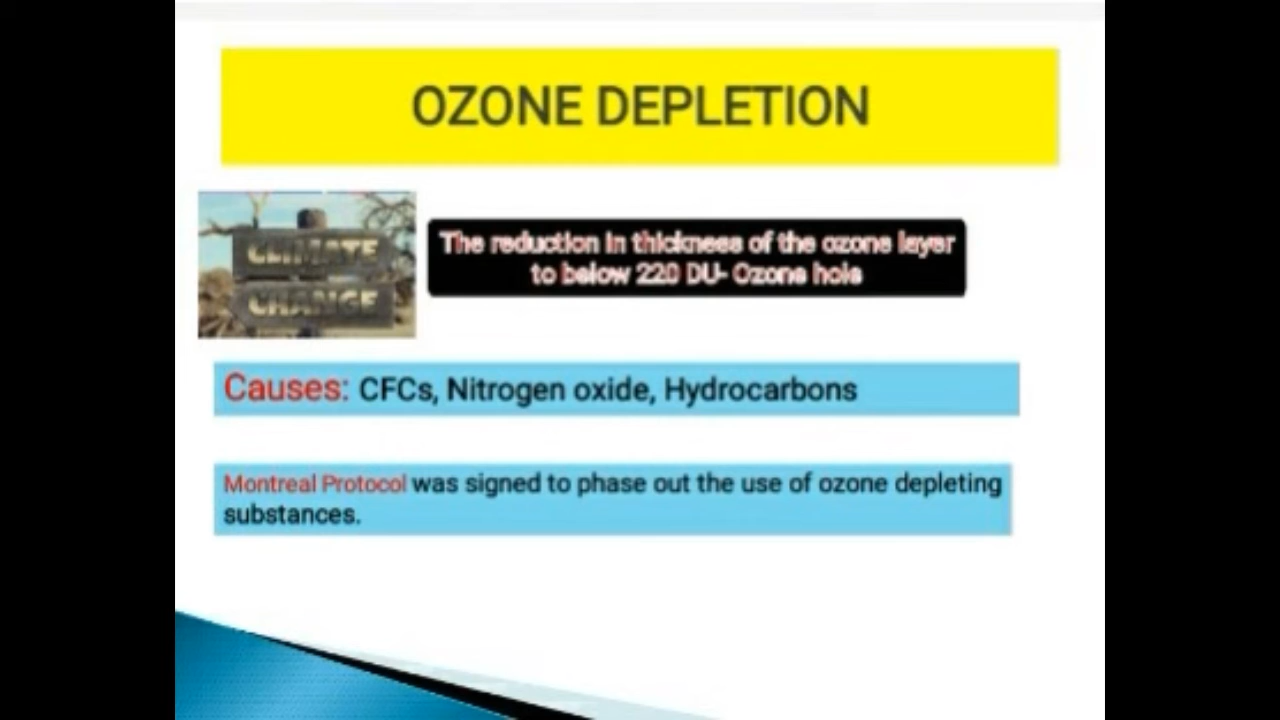 OZONE DEPLETION
CLIMATE
CHANGE
The reduction in thickness of the ozone layer
to below 220 DU- Ozone hole
Causes: CFCs, Nitrogen oxide, Hydrocarbons
Montreal Protocol was signed to phase out the use of ozone depleting
substances.